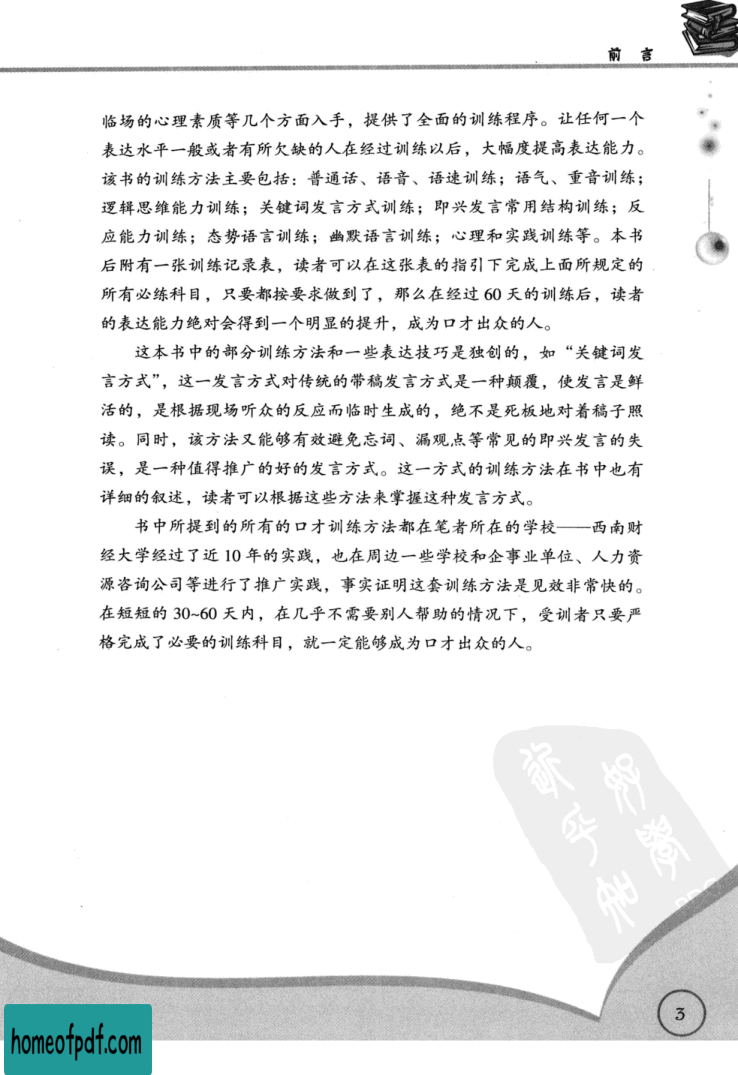 前 言
临场的心理素质等几个方面入手，提供了全面的训练程序。让任何一个
表达水平一般或者有所欠缺的人在经过训练以后，大幅度提高表达能力。
该书的训练方法主要包括：普通话、语音、语速训练；语气、重音训练；
逻辑思维能力训练；关键词发言方式训练；即兴发言常用结构训练；反
应能力训练；态势语言训练；幽默语言训练；心理和实践训练等。本书
后附有一张训练记录表，读者可以在这张表的指引下完成上面所规定的
所有必练科目，只要都按要求做到了，那么在经过 60 天的训练后，读者
的表达能力绝对会得到一个明显的提升，成为口才出众的人。
这本书中的部分训练方法和一些表达技巧是独创的，如“关键词发
言方式”，这一发言方式对传统的带稿发言方式是一种颠覆，使发言是鲜
活的，是根据现场听众的反应而临时生成的，绝不是死板地对着稿子照
读。同时，该方法又能够有效避免忘词、漏观点等常见的即兴发言的失
误，是一种值得推广的好的发言方式。这一方式的训练方法在书中也有
详细的叙述，读者可以根据这些方法来掌握这种发言方式。
书中所提到的所有的口才训练方法都在笔者所在的学校——西南财
经大学经过了近 10 年的实践，也在周边一些学校和企事业单位、人力资
源咨询公司等进行了推广实践，事实证明这套训练方法是见效非常快的。
在短短的 30~60 天内，在几乎不需要别人帮助的情况下，受训者只要严
格完成了必要的训练科目，就一定能够成为口才出众的人。
好學
近乎知
3
homeofpdf.com